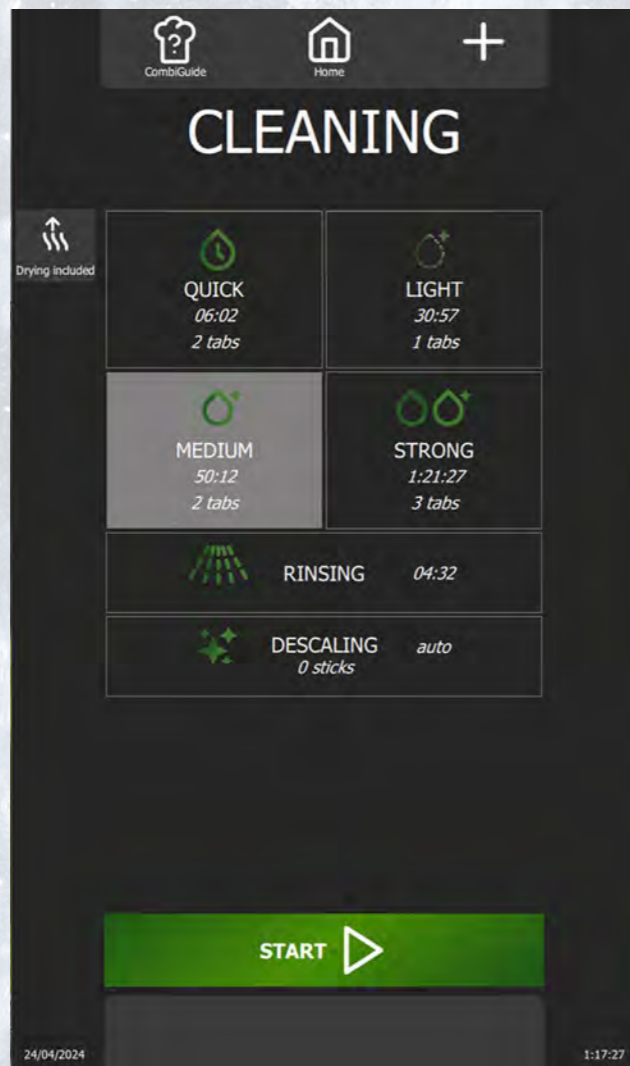 CombiGuide
Home
CLEANING
Drying included
QUICK
06:02
2 tabs
LIGHT
30:57
1 tabs
MEDIUM
50:12
2 tabs
STRONG
1:21:27
3 tabs
RINSING 04:32
DESCALING auto
0 sticks
START
24/04/2024
1:17:27